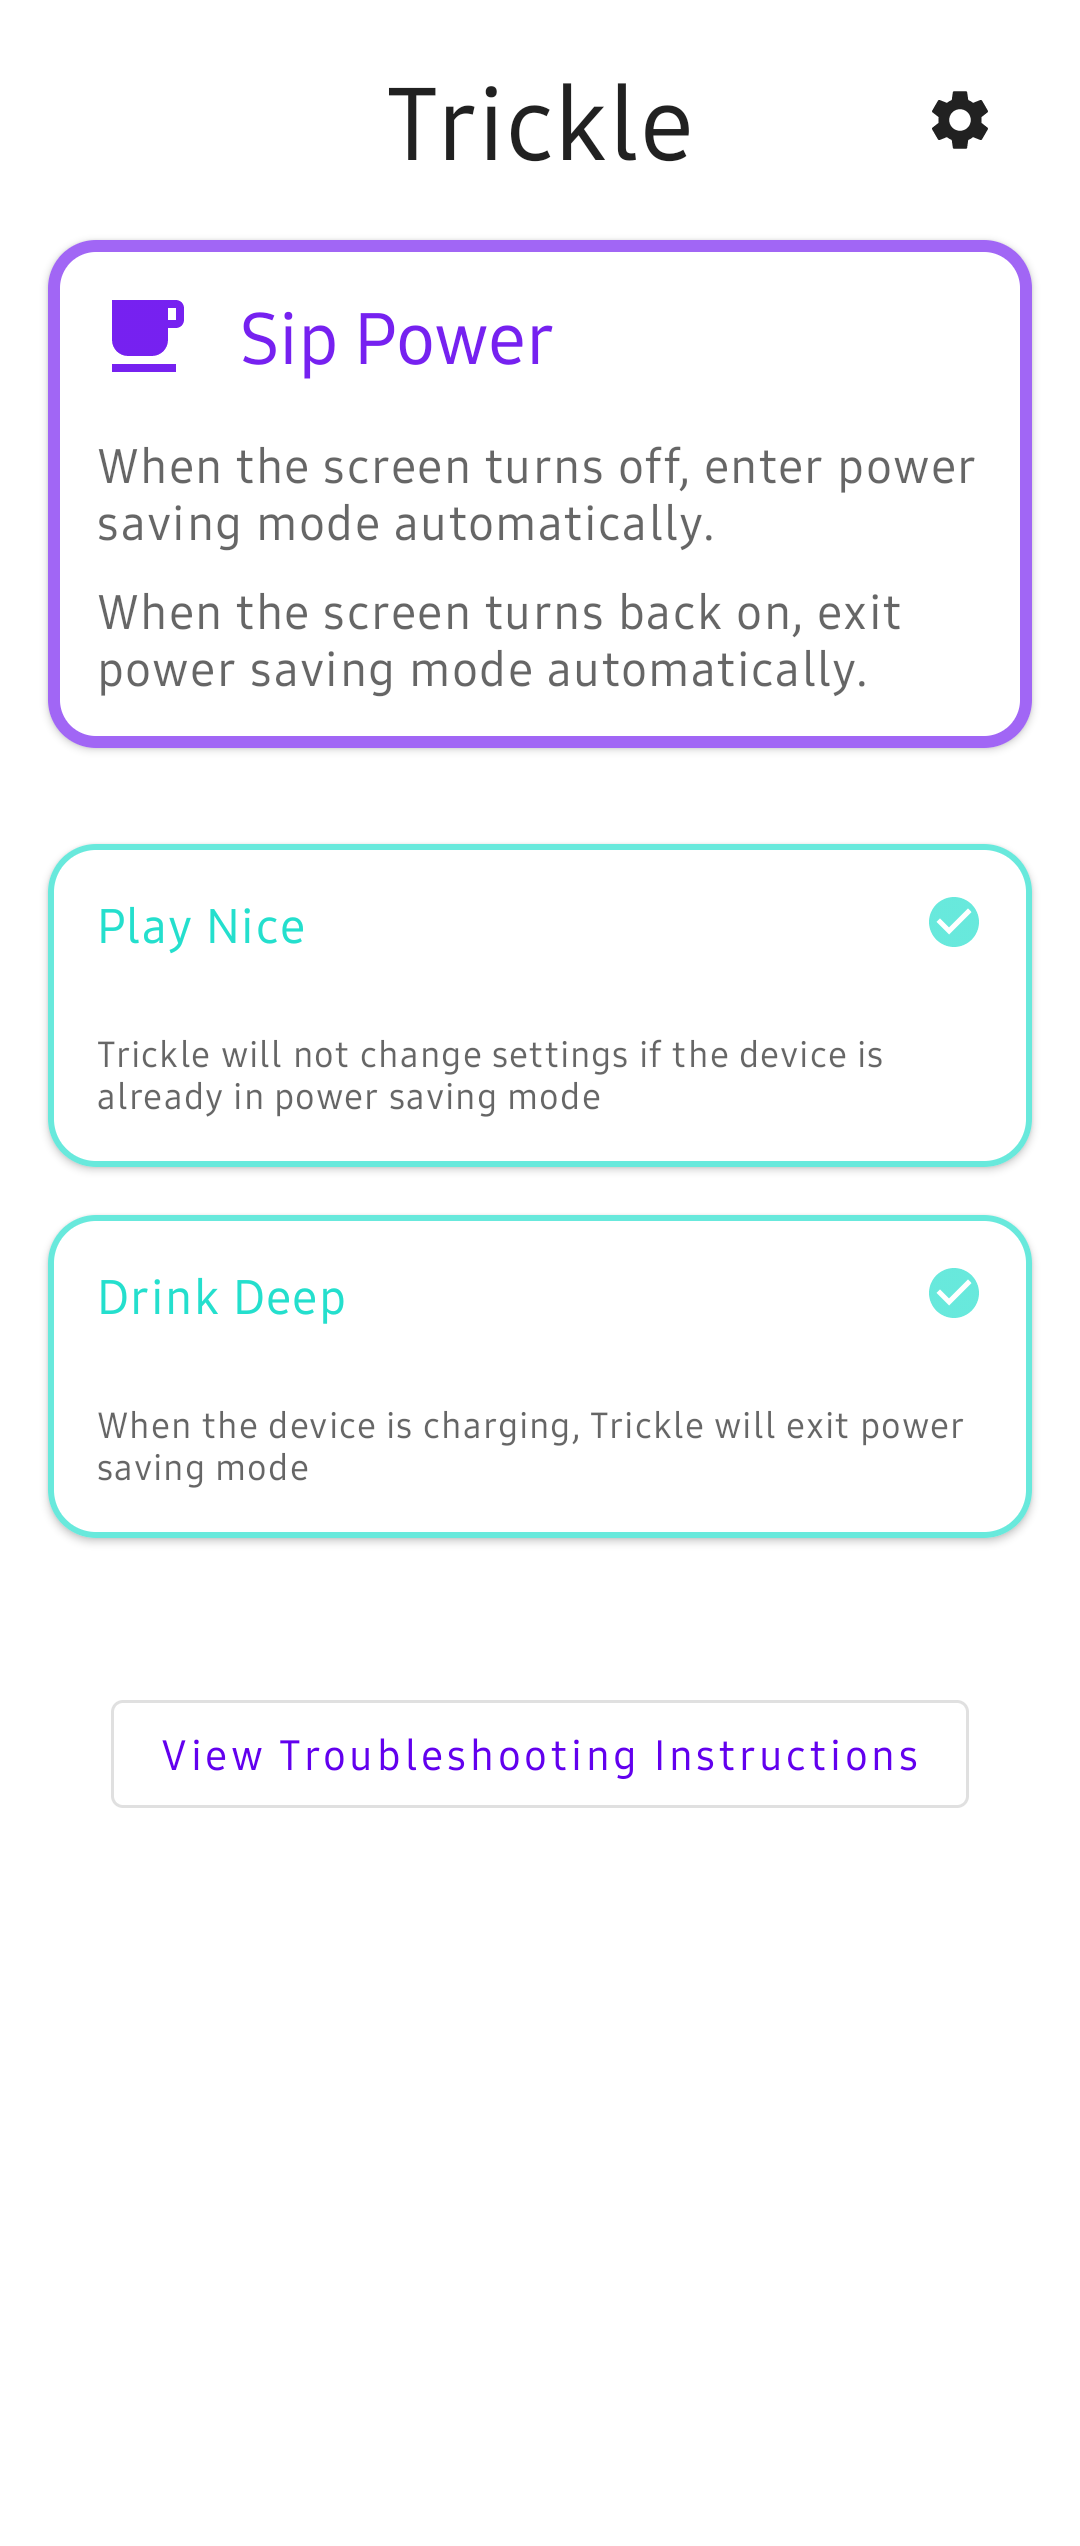 Trickle
Sip Power
When the screen turns off, enter power
saving mode automatically.
When the screen turns back on, exit
power saving mode automatically.
Play Nice
Trickle will not change settings if the device is
already in power saving mode
Drink Deep
When the device is charging, Trickle will exit power
saving mode
View Troubleshooting Instructions